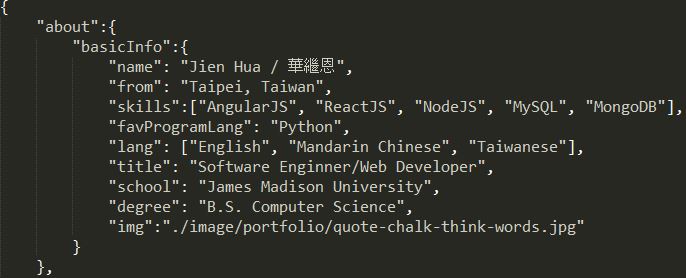 {
"about":{
"basicInfo":{
"name": "Jien Hua / 華繼恩",
"from": "Taipei, Taiwan",
"skills":["AngularJS", "ReactJS", "NodeJS", "MySQL", "MongoDB"],
"favProgramLang": "Python",
"lang": ["English", "Mandarin Chinese", "Taiwanese"],
"title": "Software Enginner/Web Developer",
"school": "James Madison University",
"degree": "B.S. Computer Science",
"img":"./image/portfolio/quote-chalk-think-words.jpg"
}
},